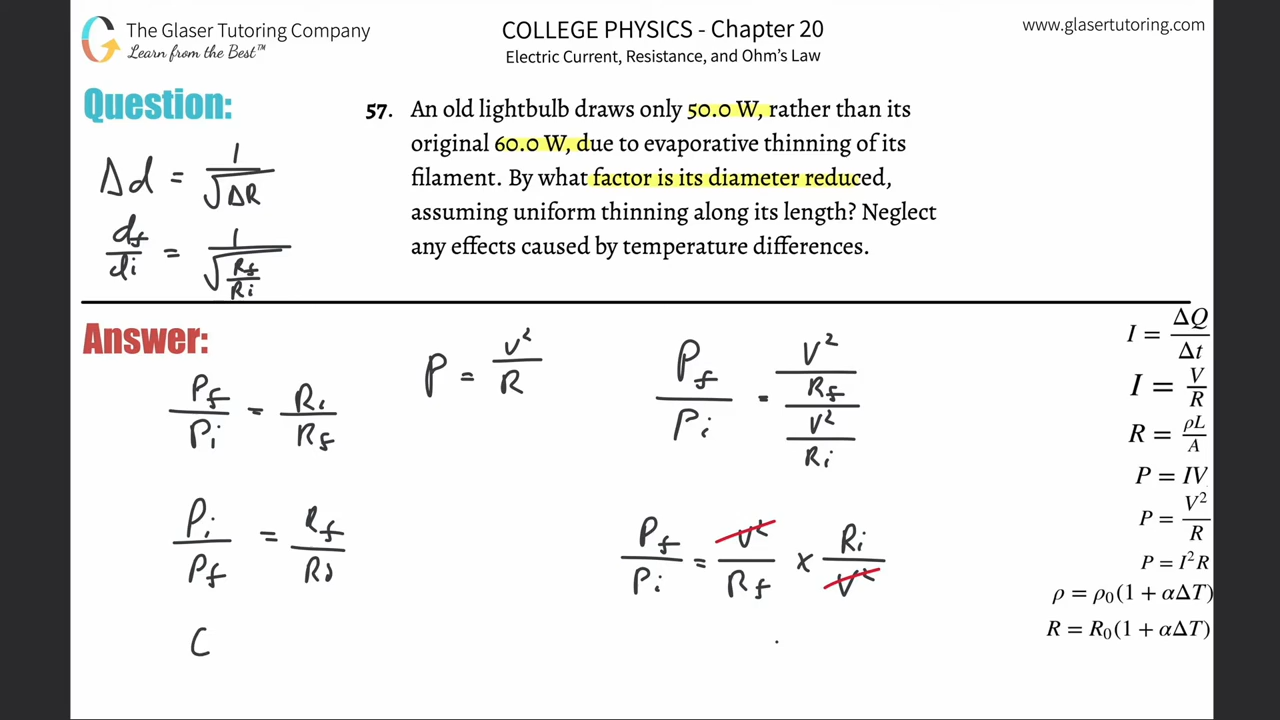 The Glaser Tutoring Company
Learn from the Best™
COLLEGE PHYSICS - Chapter 20
Electric Current, Resistance, and Ohm's Law
www.glasertutoring.com
Question:
Δd = 1/√ΔR
df/di = 1/√(Rf/Ri)
57. An old lightbulb draws only 50.0 W, rather than its
original 60.0 W, due to evaporative thinning of its
filament. By what factor is its diameter reduced,
assuming uniform thinning along its length? Neglect
any effects caused by temperature differences.
Answer:
Pf/Pi = Ri/Rf
Pi/Pf = Rf/Ri
C
P = V²/R
Pf/Pi = (V²/Rf)/(V²/Ri)
Pf/Pi = V²/Rf × Ri/V²
I = ΔQ/Δt
I = V/R
R = ρL/A
P = IV
P = V²/R
P = I²R
ρ = ρ₀(1 + αΔT)
R = R₀(1 + αΔT)